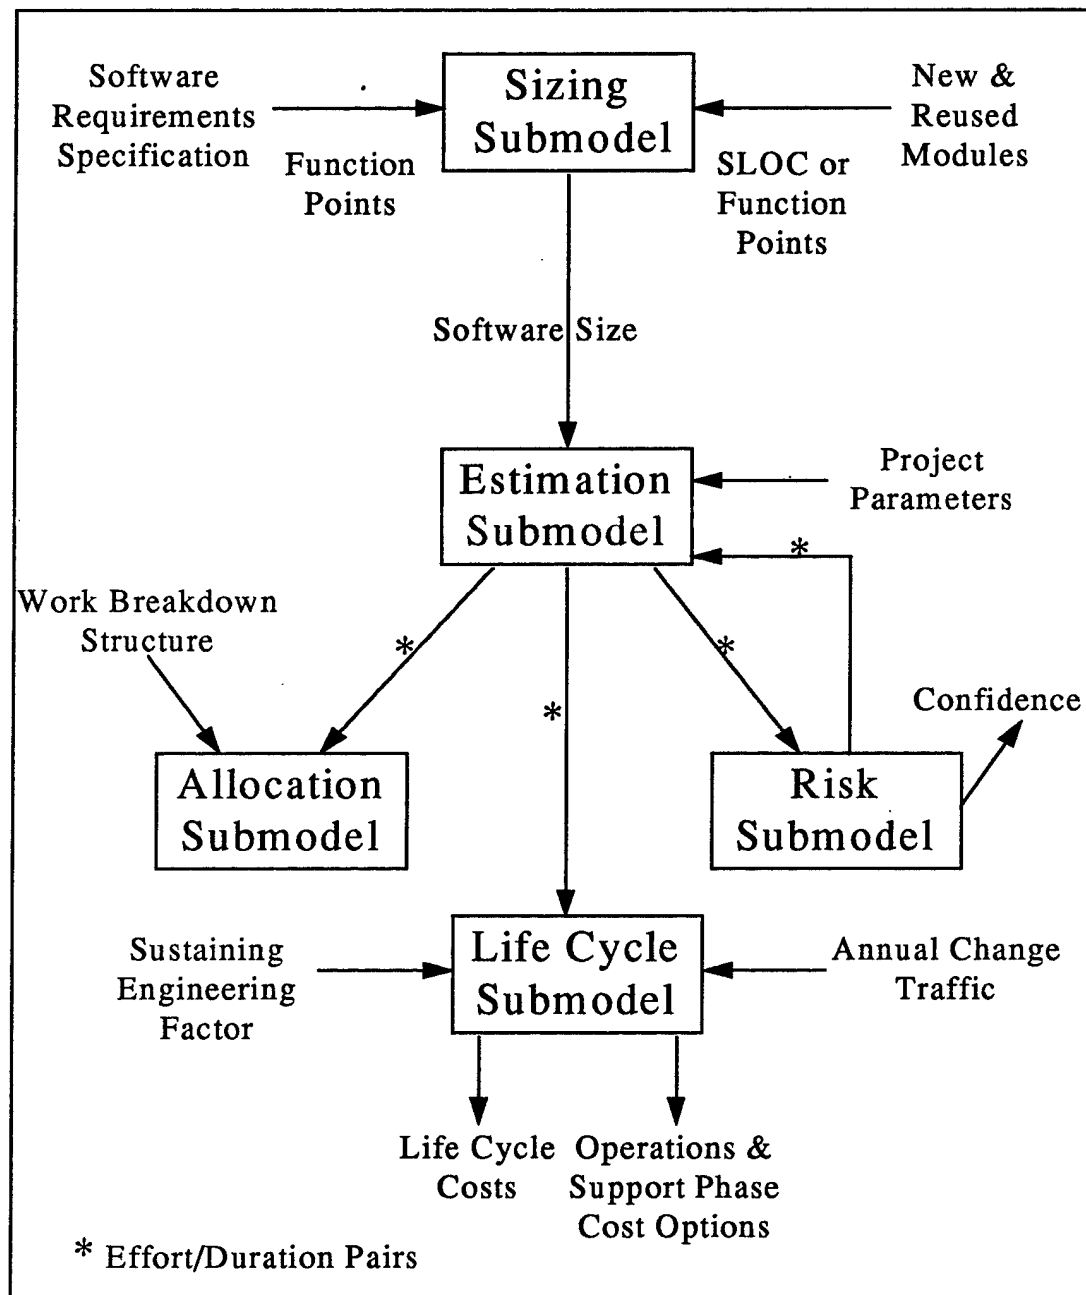 Software
Requirements
Specification
Function
Points
Sizing
Submodel
New &
Reused
Modules
SLOC or
Function
Points
Software Size
Estimation
Submodel
Project
Parameters
*
Work Breakdown
Structure
*
*
*
Confidence
Allocation
Submodel
Risk
Submodel
Sustaining
Engineering
Factor
Life Cycle
Submodel
Annual Change
Traffic
Life Cycle
Costs
Operations &
Support Phase
Cost Options
* Effort/Duration Pairs